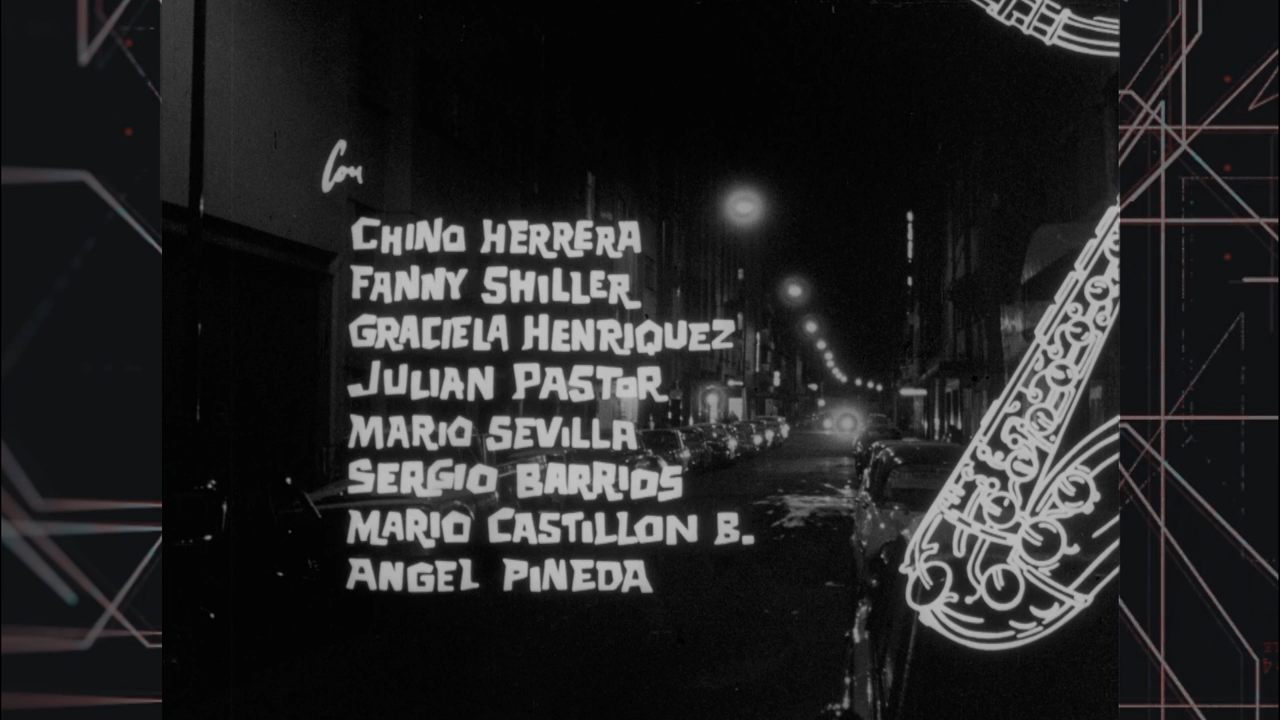 Con
CHINO HERRERA
FANNY SHILLER
GRACIELA HENRIQUEZ
JULIAN PASTOR
MARIO SEVILLA
SERGIO BARRIOS
MARIO CASTILLON B.
ANGEL PINEDA